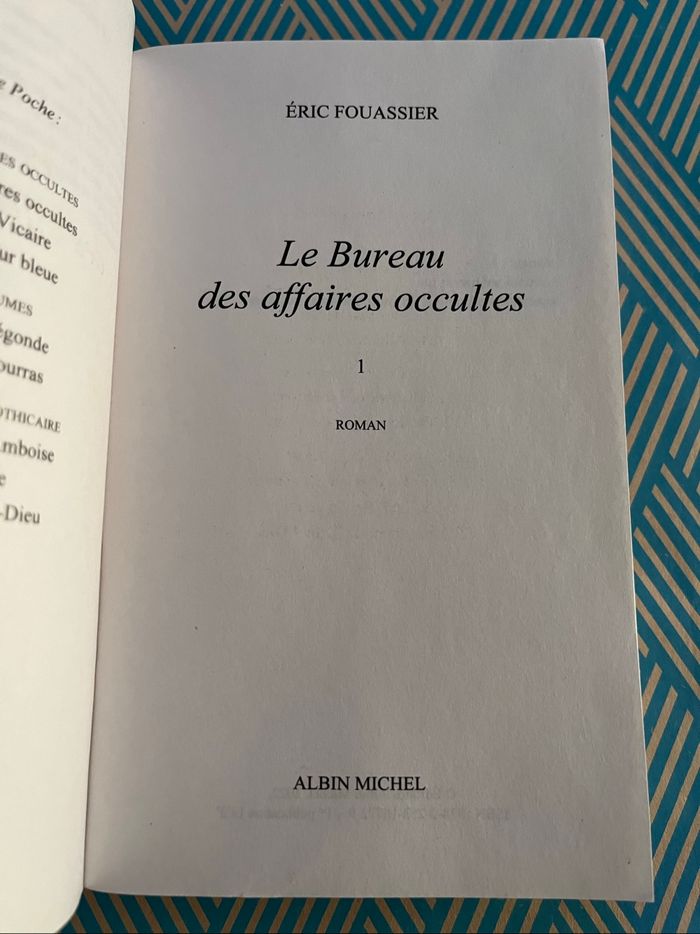 Poche :
ES OCCULTES
res occultes
Vicaire
ur bleue
UMES
égonde
ourras
OTHICAIRE
mboise
e
-Dieu
ÉRIC FOUASSIER
Le Bureau
des affaires occultes
1
ROMAN
ALBIN MICHEL